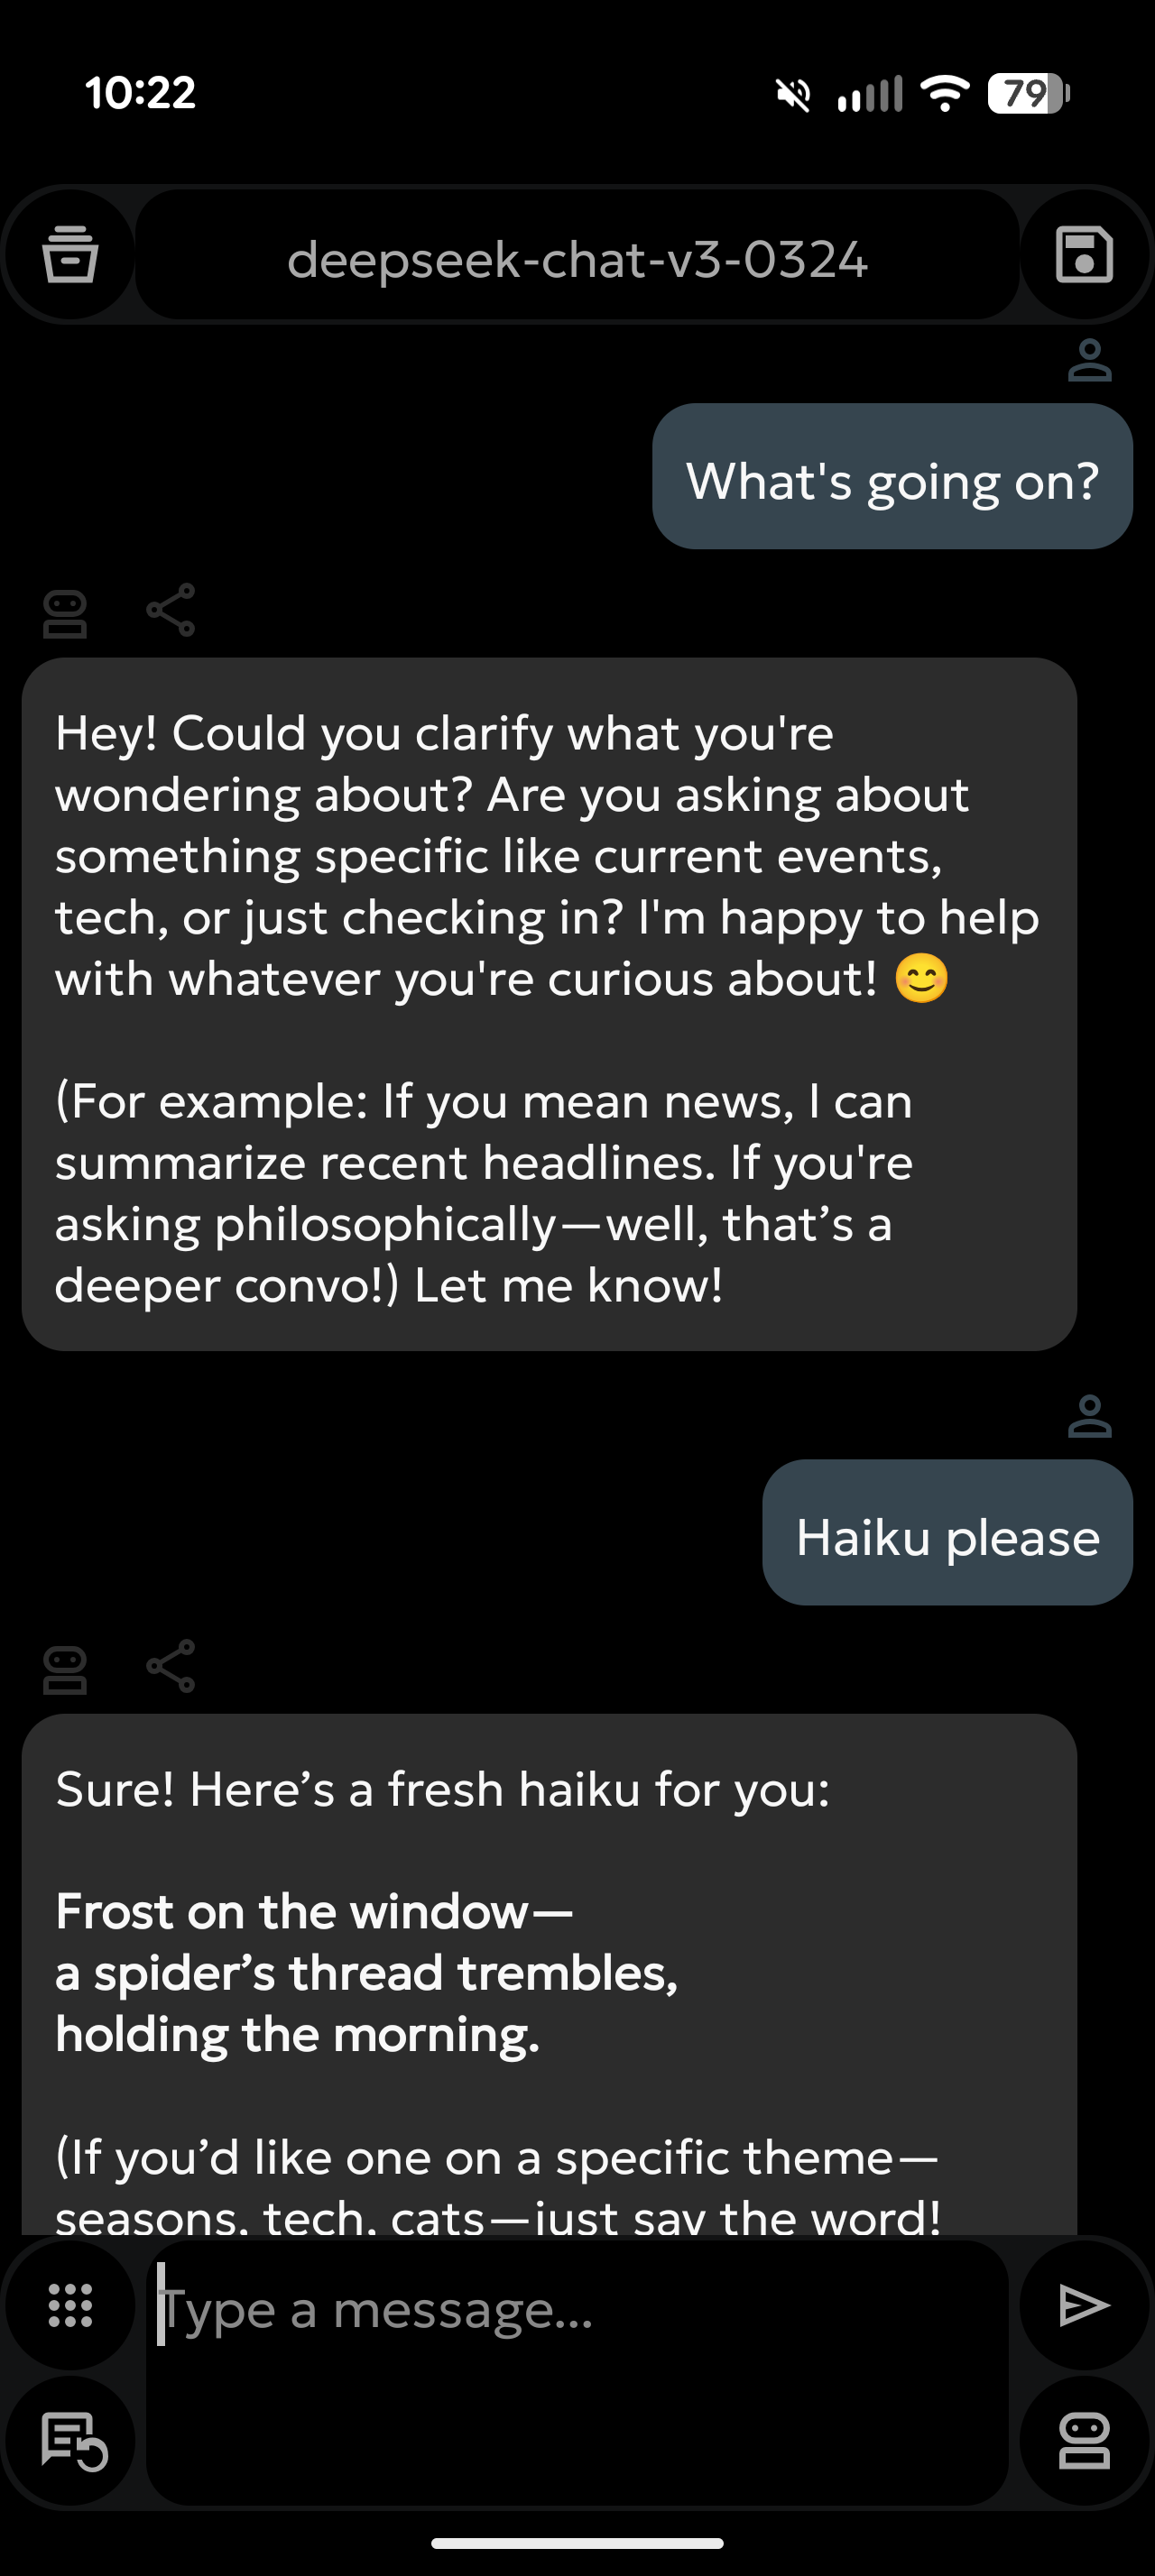 10:22
79
deepseek-chat-v3-0324
What's going on?
Hey! Could you clarify what you're
wondering about? Are you asking about
something specific like current events,
tech, or just checking in? I'm happy to help
with whatever you're curious about! 😊
(For example: If you mean news, I can
summarize recent headlines. If you're
asking philosophically—well, that’s a
deeper convo!) Let me know!
Haiku please
Sure! Here’s a fresh haiku for you:
Frost on the window—
a spider’s thread trembles,
holding the morning.
(If you’d like one on a specific theme—
seasons, tech, cats—just say the word!
Type a message...